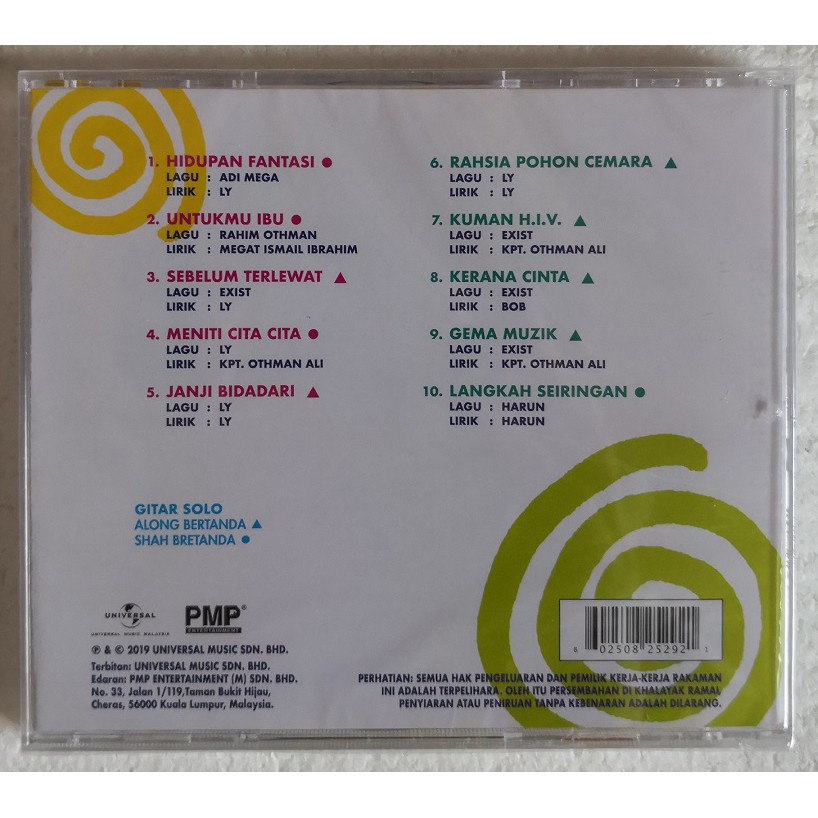 1. HIDUPAN FANTASI ●
LAGU : ADI MEGA
LIRIK : LY
2. UNTUKMU IBU ●
LAGU : RAHIM OTHMAN
LIRIK : MEGAT ISMAIL IBRAHIM
3. SEBELUM TERLEWAT ▲
LAGU : EXIST
LIRIK : LY
4. MENITI CITA CITA ●
LAGU : LY
LIRIK : KPT. OTHMAN ALI
5. JANJI BIDADARI ▲
LAGU : LY
LIRIK : LY
6. RAHSIA POHON CEMARA ▲
LAGU : LY
LIRIK : LY
7. KUMAN H.I.V. ▲
LAGU : EXIST
LIRIK : KPT. OTHMAN ALI
8. KERANA CINTA ▲
LAGU : EXIST
LIRIK : BOB
9. GEMA MUZIK ▲
LAGU : EXIST
LIRIK : KPT. OTHMAN ALI
10. LANGKAH SEIRINGAN ●
LAGU : HARUN
LIRIK : HARUN
GITAR SOLO
ALONG BERTANDA ▲
SHAH BRETANDA ●
UNIVERSAL
UNIVERSAL MUSIC MALAYSIA
PMP®
ENTERTAINMENT
℗ & © 2019 UNIVERSAL MUSIC SDN. BHD.
Terbitan: UNIVERSAL MUSIC SDN. BHD.
Edaran: PMP ENTERTAINMENT (M) SDN. BHD.
No. 33, Jalan 1/119,Taman Bukit Hijau,
Cheras, 56000 Kuala Lumpur, Malaysia.
6 02508 25292 1
PERHATIAN: SEMUA HAK PENGELUARAN DAN PEMILIK KERJA-KERJA RAKAMAN
INI ADALAH TERPELIHARA. OLEH ITU PERSEMBAHAN DI KHALAYAK RAMAI,
PENYIARAN ATAU PENIRUAN TANPA KEBENARAN ADALAH DILARANG.